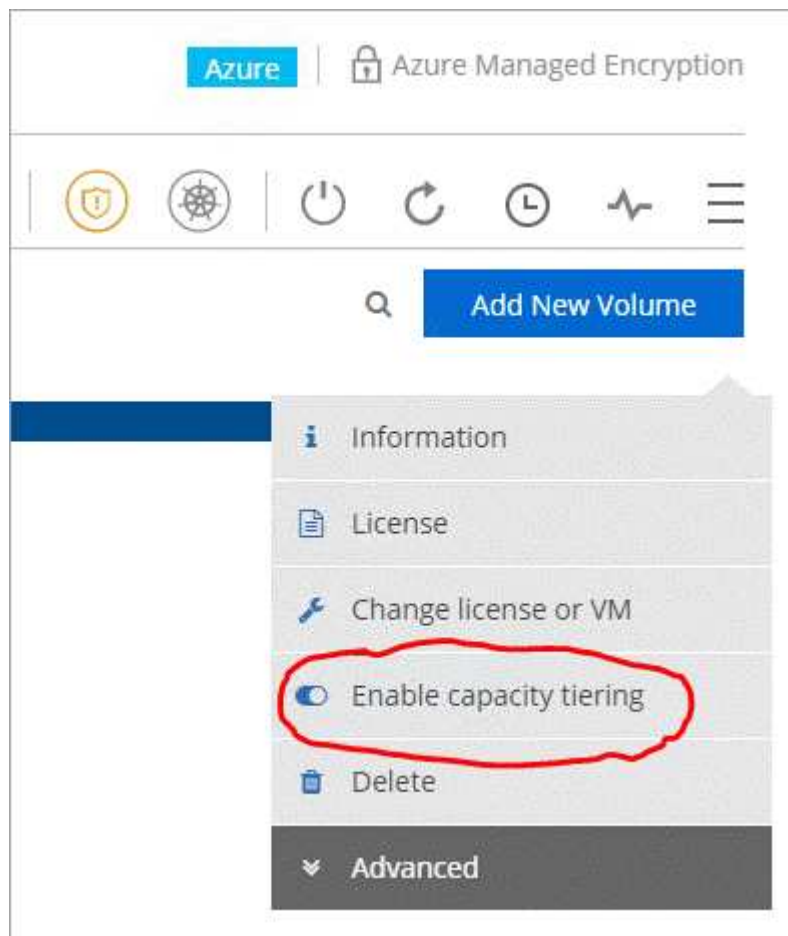 Azure Azure Managed Encryption
Add New Volume
Information
License
Change license or VM
Enable capacity tiering
Delete
Advanced